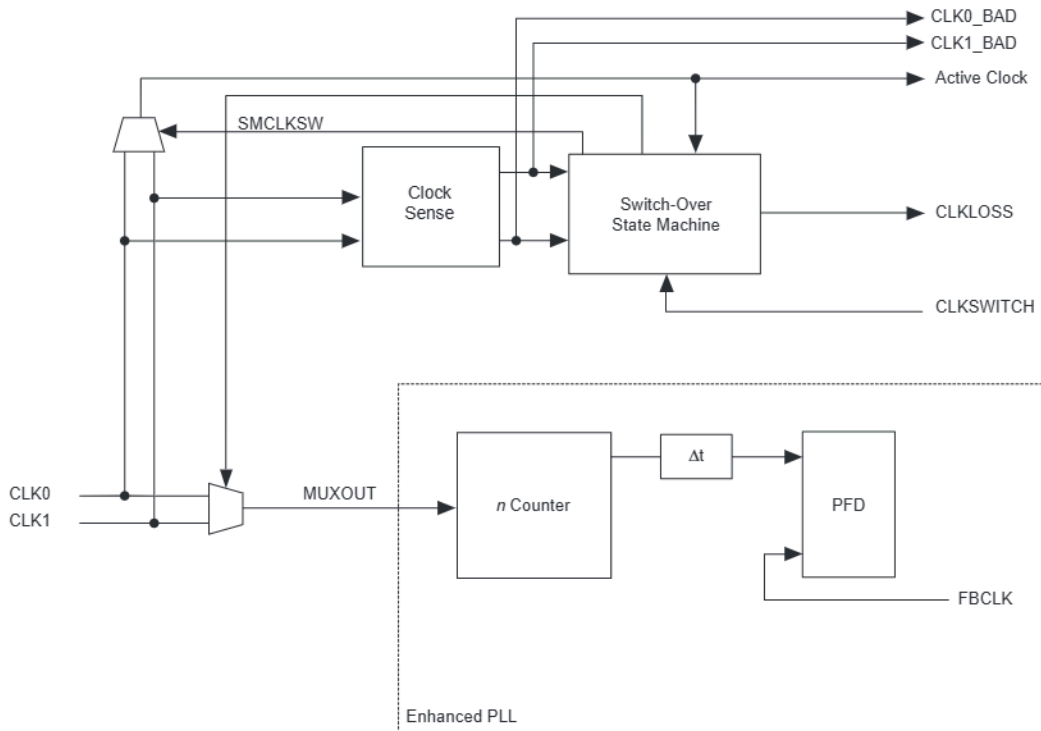 CLK0_BAD
CLK1_BAD
Active Clock
SMCLKSW
Clock
Sense
Switch-Over
State Machine
CLKLOSS
CLKSWITCH
CLK0
CLK1
MUXOUT
n Counter
Δt
PFD
FBCLK
Enhanced PLL